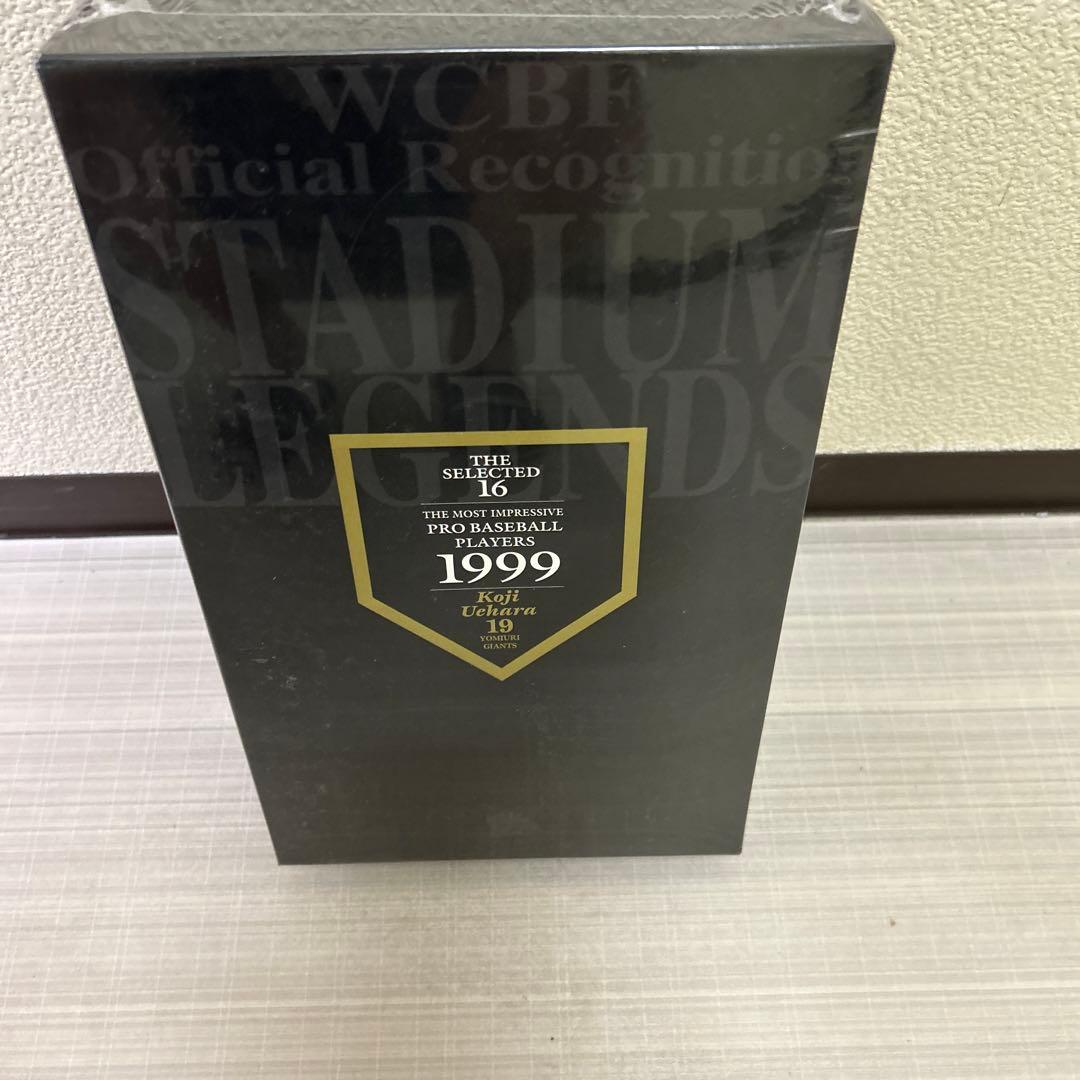 WCBF
Official Recognition
STADIUM
LEGENDS
THE
SELECTED
16
THE MOST IMPRESSIVE
PRO BASEBALL
PLAYERS
1999
Koji
Uehara
19
YOMIURI
GIANTS